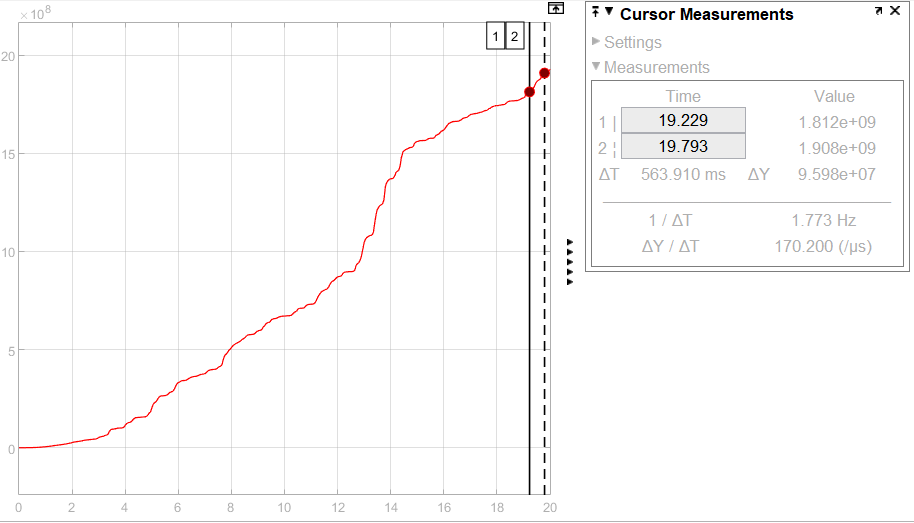 ×10⁸
20
15
10
5
0
0 2 4 6 8 10 12 14 16 18 20
1 2
Cursor Measurements
Settings
Measurements
Time Value
1 | 19.229 1.812e+09
2 ¦ 19.793 1.908e+09
ΔT 563.910 ms ΔY 9.598e+07
1 / ΔT 1.773 Hz
ΔY / ΔT 170.200 (/μs)